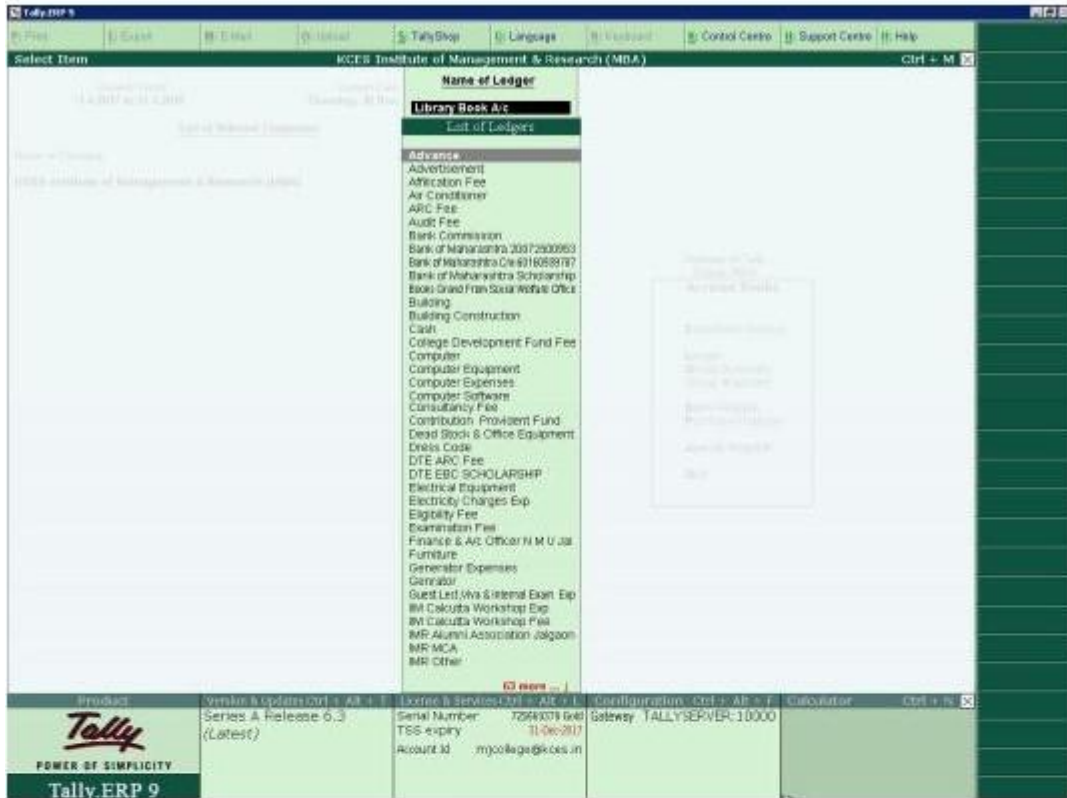 Tally.ERP 9
P: Print E: Export M: E-Mail O: Upload S: TallyShop G: Language K: Keyboard K: Control Centre H: Support Centre H: Help
Select Item KCES Institute of Management & Research (MBA) Ctrl + M
Name of Ledger
Library Book A/c
List of Ledgers
Advance
Advertisement
Affilication Fee
Air Conditioner
ARC Fee
Audit Fee
Bank Commission
Bank of Maharashtra
Bank of Maharashtra
Bank of Maharashtra Scholarship
Books Grand From Social Welfare Office
Building
Building Construction
Cash
College Development Fund Fee
Computer
Computer Equipment
Computer Expenses
Computer Software
Consultancy Fee
Contribution Provident Fund
Dead Stock & Office Equipment
Dress Code
DTE ARC Fee
DTE EBC SCHOLARSHIP
Electrical Equipment
Electricity Charges Exp
Eligibility Fee
Examination Fee
Finance & A/c Officer N M U Jal
Furniture
Generator Expenses
Genrator
Guest Lect,Viva & Internal Exam Exp
IIM Calcutta Workshop Exp
IIM Calcutta Workshop Fee
IMR Alumni Association Jalgaon
IMR MCA
IMR Other
63 more ...
Product Version & Updates Ctrl + Alt + T License & Services Ctrl + Alt + L Configuration Ctrl + Alt + F Calculator Ctrl + N
Tally
POWER OF SIMPLICITY
Tally.ERP 9
Series A Release 6.3
(Latest)
Serial Number Gold
TSS expiry 31-Dec-2017
Account Id mjcollege@kces.in
Gateway TALLYSERVER:10000